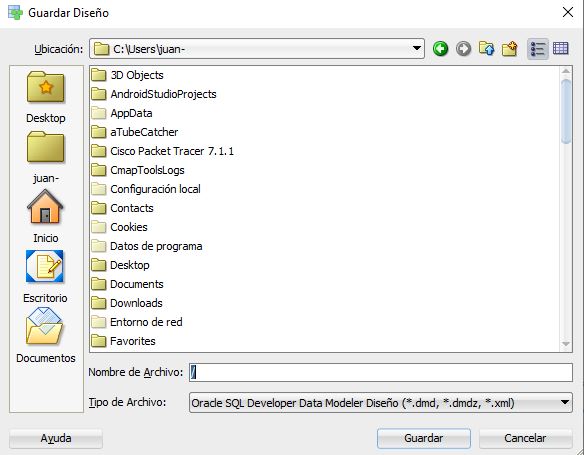 Guardar Diseño
Ubicación: C:\Users\juan-
Desktop
juan-
Inicio
Escritorio
Documentos
3D Objects
AndroidStudioProjects
AppData
aTubeCatcher
Cisco Packet Tracer 7.1.1
CmapToolsLogs
Configuración local
Contacts
Cookies
Datos de programa
Desktop
Documents
Downloads
Entorno de red
Favorites
Nombre de Archivo: /
Tipo de Archivo: Oracle SQL Developer Data Modeler Diseño (*.dmd, *.dmdz, *.xml)
Ayuda Guardar Cancelar